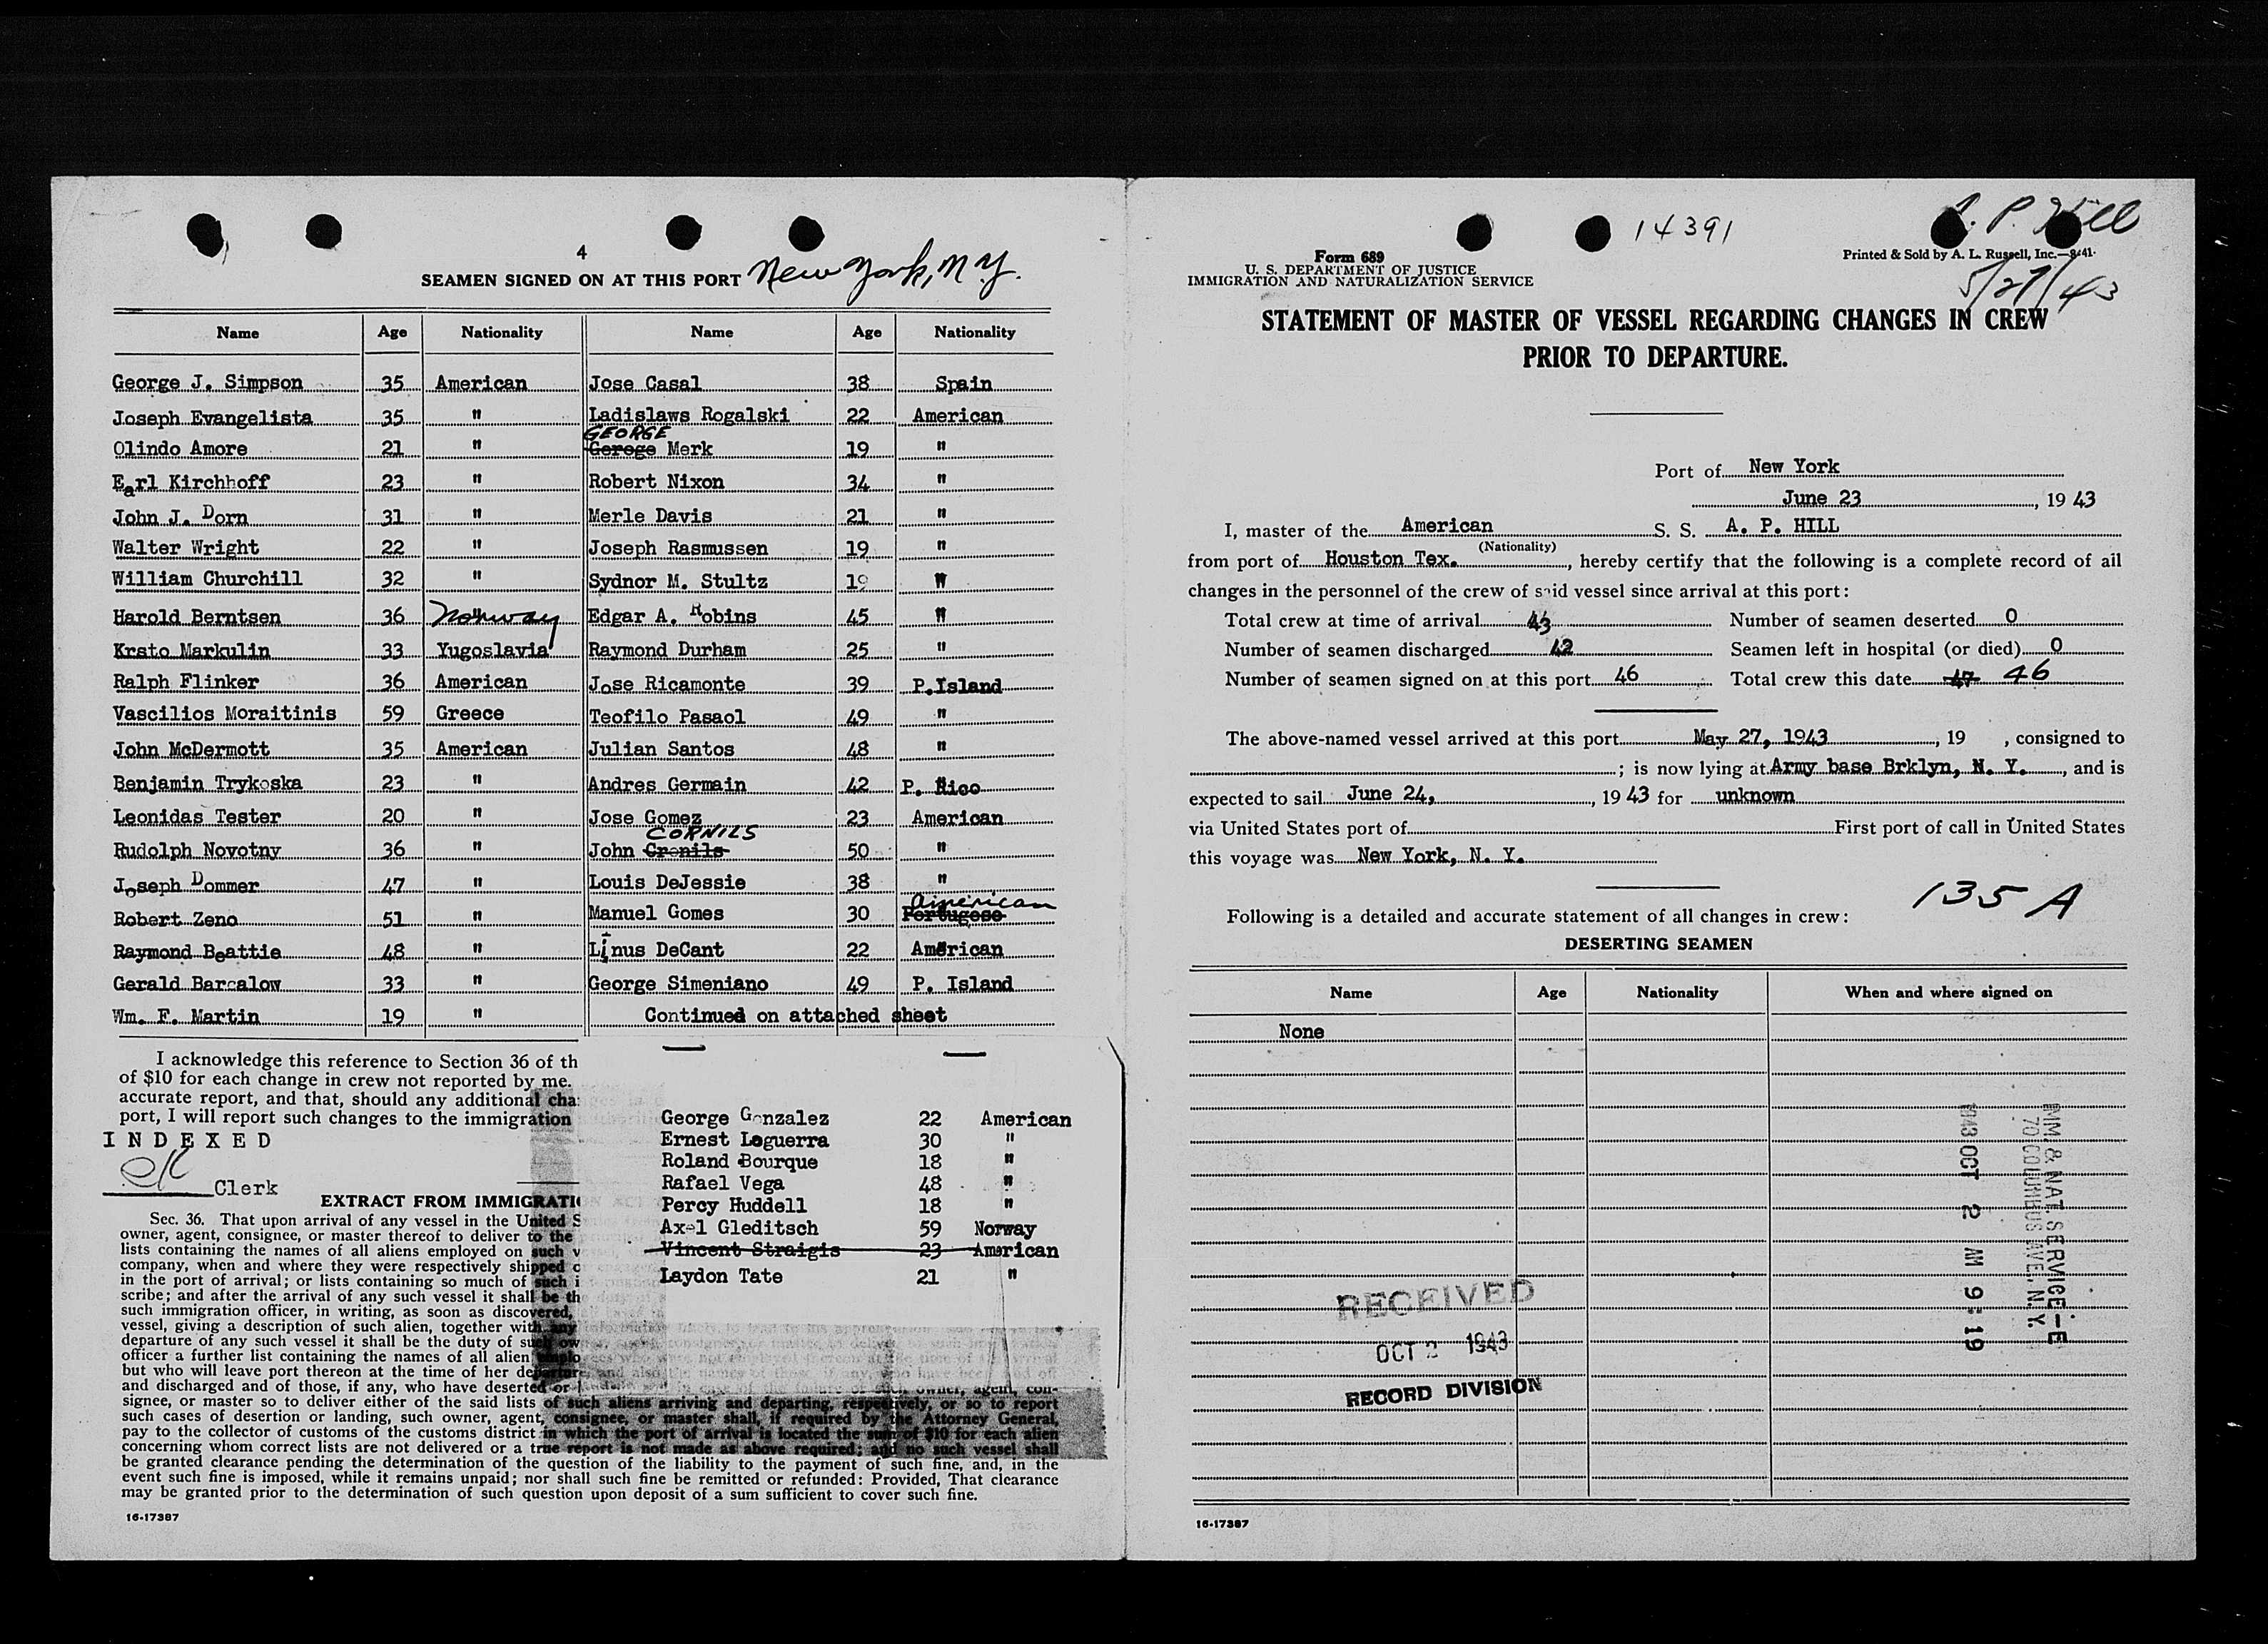 4
SEAMEN SIGNED ON AT THIS PORT New York, N.Y.
Name Age Nationality Name Age Nationality
George J. Simpson 35 American Jose Casal 38 Spain
Joseph Evangelista 35 " Ladislaws Rogalski 22 American
GEORGE
Olindo Amore 21 " Geroge Merk 19 "
Earl Kirchhoff 23 " Robert Nixon 34 "
John J. Dorn 31 " Merle Davis 21 "
Walter Wright 22 " Joseph Rasmussen 19 "
William Churchill 32 " Sydnor M. Stultz 19 "
Harold Berntsen 36 Norway Edgar A. Robins 45 "
Krsto Markulin 33 Yugoslavia Raymond Durham 25 "
Ralph Flinker 36 American Jose Ricamonte 39 P.Island
Vascilios Moraitinis 59 Greece Teofilo Pasaol 49 "
John McDermott 35 American Julian Santos 48 "
Benjamin Trykoska 23 " Andres Germain 42 P. Rico
Leonidas Tester 20 " Jose Gomez 23 American
CORNILS
Rudolph Novotny 36 " John Cronils 50 "
Joseph Dommer 47 " Louis DeJessie 38 "
American
Robert Zeno 51 " Manuel Gomes 30 Portugese
Raymond Beattie 48 " Linus DeCant 22 American
Gerald Barcalow 33 " George Simeniano 49 P. Island
Wm. F. Martin 19 " Continued on attached sheet
I acknowledge this reference to Section 36 of th
of $10 for each change in crew not reported by me.
accurate report, and that, should any additional cha
port, I will report such changes to the immigration
INDEXED
Clerk
George Gonzalez 22 American
Ernest Leguerra 30 "
Roland Bourque 18 "
Rafael Vega 48 "
Percy Huddell 18 "
Axel Gleditsch 59 Norway
Vincent Straigis 23 American
Laydon Tate 21 "
EXTRACT FROM IMMIGRATI
Sec. 36. That upon arrival of any vessel in the United S
owner, agent, consignee, or master thereof to deliver to the
lists containing the names of all aliens employed on such v
company, when and where they were respectively shipped o
in the port of arrival; or lists containing so much of such i
scribe; and after the arrival of any such vessel it shall be th
such immigration officer, in writing, as soon as discovered,
vessel, giving a description of such alien, together with any
departure of any such vessel it shall be the duty of such ow
officer a further list containing the names of all alien emplo
but who will leave port thereon at the time of her departure, and also the names of those, if any, who have been
and discharged and of those, if any, who have deserted or owner, agent, con-
signee, or master so to deliver either of the said lists of such aliens arriving and departing, respectively, or so to report
such cases of desertion or landing, such owner, agent, consignee, or master shall, if required by the Attorney General,
pay to the collector of customs of the customs district in which the port of arrival is located the sum of $10 for each alien
concerning whom correct lists are not delivered or a true report is not made as above required; and no such vessel shall
be granted clearance pending the determination of the question of the liability to the payment of such fine, and, in the
event such fine is imposed, while it remains unpaid; nor shall such fine be remitted or refunded: Provided, That clearance
may be granted prior to the determination of such question upon deposit of a sum sufficient to cover such fine.
16-17387
14391
A. P. Hill
5/27/43
Form 689
U. S. DEPARTMENT OF JUSTICE
IMMIGRATION AND NATURALIZATION SERVICE
Printed & Sold by A. L. Russell, Inc.—8-41
STATEMENT OF MASTER OF VESSEL REGARDING CHANGES IN CREW
PRIOR TO DEPARTURE.
Port of New York
June 23, 1943
I, master of the American S. S. A. P. HILL
(Nationality)
from port of Houston Tex., hereby certify that the following is a complete record of all
changes in the personnel of the crew of said vessel since arrival at this port:
Total crew at time of arrival 43 Number of seamen deserted 0
Number of seamen discharged 42 Seamen left in hospital (or died) 0
Number of seamen signed on at this port 46 Total crew this date 47 46
The above-named vessel arrived at this port May 27, 1943, 19 , consigned to
; is now lying at Army base Brklyn, N. Y., and is
expected to sail June 24, , 1943 for unknown
via United States port of First port of call in United States
this voyage was New York, N. Y.
135 A
Following is a detailed and accurate statement of all changes in crew:
DESERTING SEAMEN
Name Age Nationality When and where signed on
None
IMM. & NAT. SERVICE-E
70 COLUMBUS AVE., N.Y.
1943 OCT 2 AM 9:19
RECEIVED
OCT 2 1943
RECORD DIVISION
16-17387